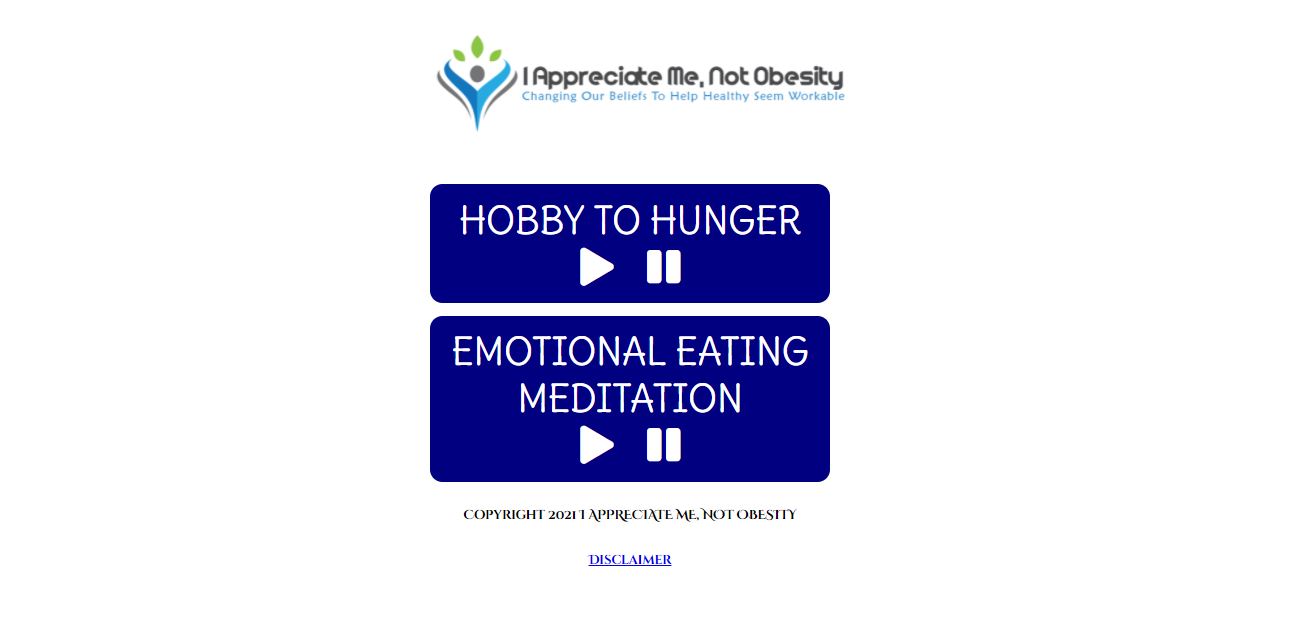 I Appreciate Me, Not Obesity
Changing Our Beliefs To Help Healthy Seem Workable
HOBBY TO HUNGER
EMOTIONAL EATING
MEDITATION
COPYRIGHT 2021 I APPRECIATE ME, NOT OBESITY
DISCLAIMER